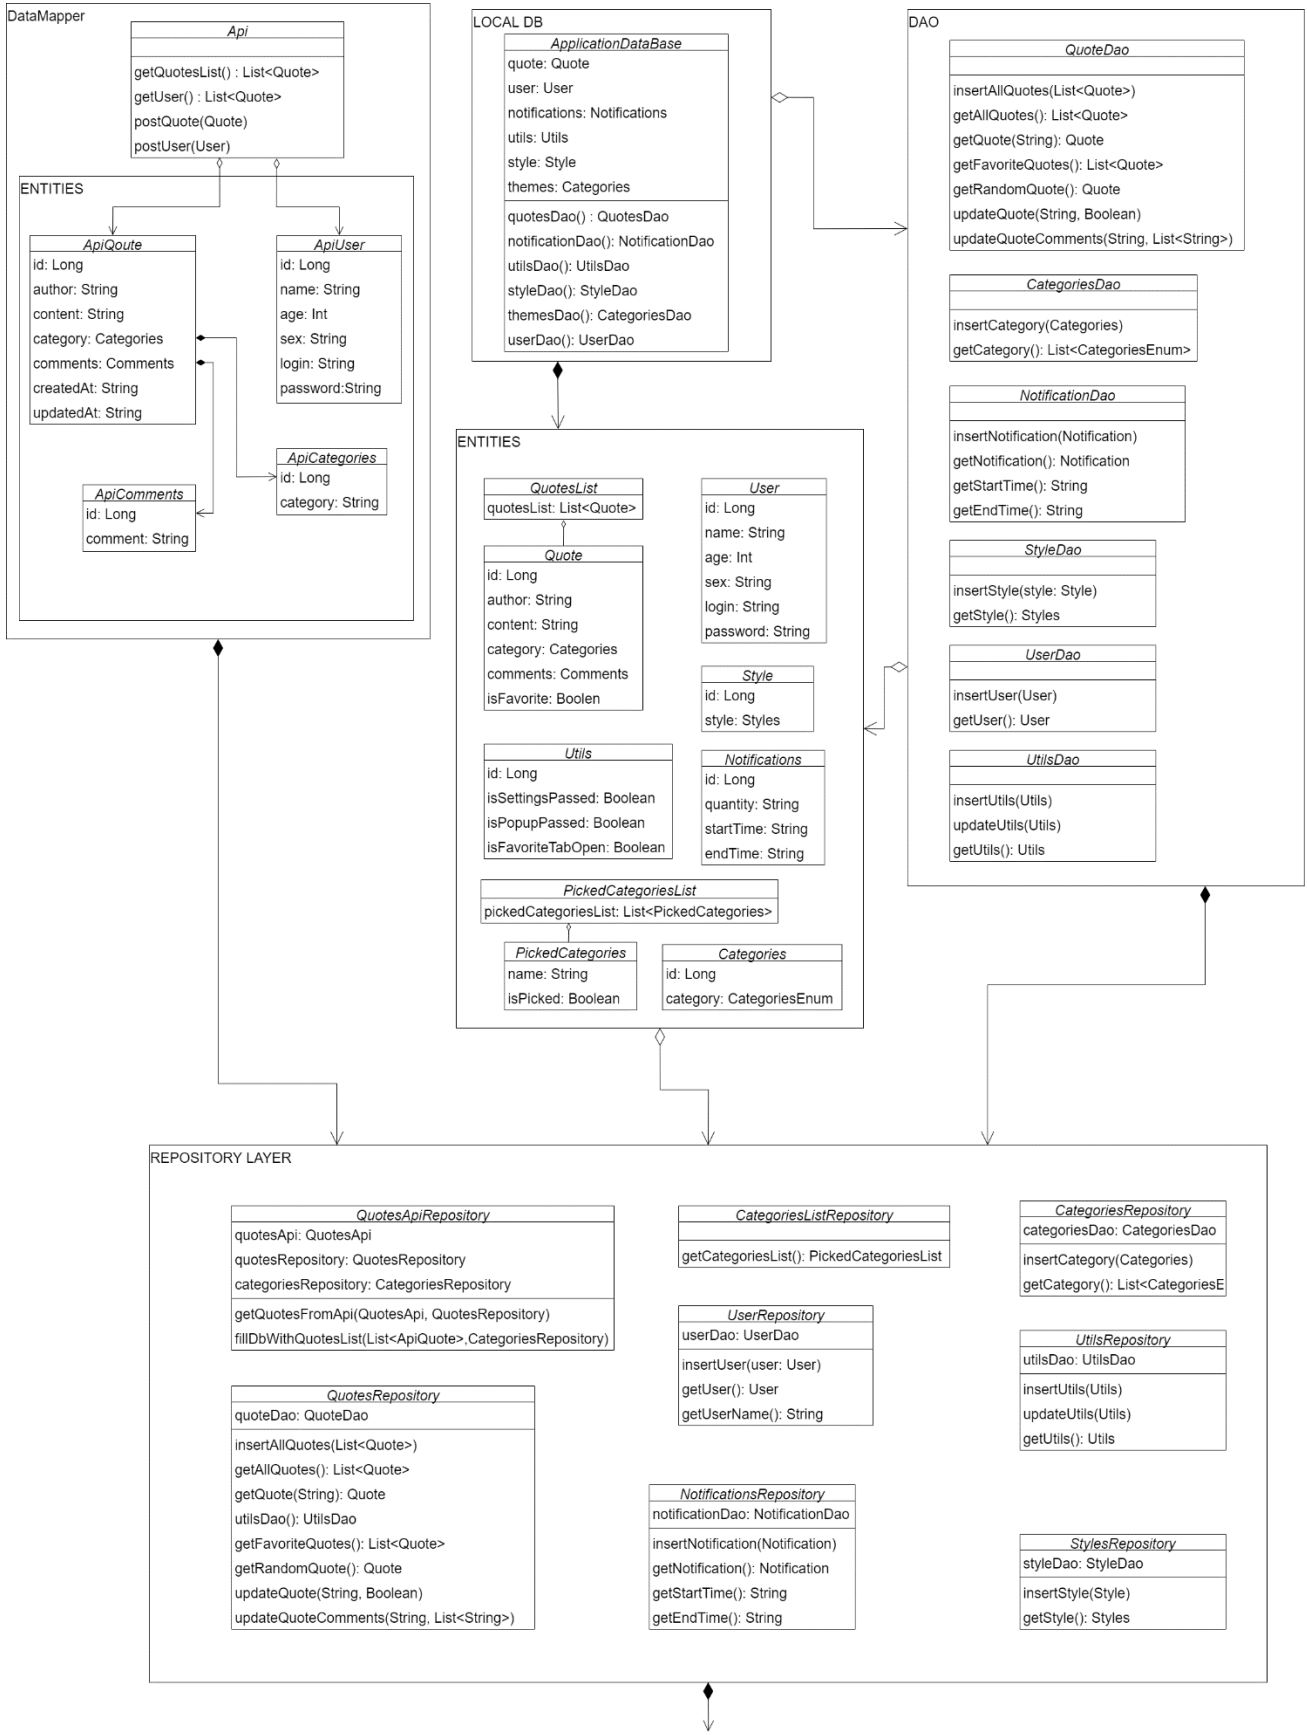 DataMapper
Api
getQuotesList() : List<Quote>
getUser() : List<Quote>
postQuote(Quote)
postUser(User)
ENTITIES
ApiQoute
id: Long
author: String
content: String
category: Categories
comments: Comments
createdAt: String
updatedAt: String
ApiUser
id: Long
name: String
age: Int
sex: String
login: String
password:String
ApiCategories
id: Long
category: String
ApiComments
id: Long
comment: String
LOCAL DB
ApplicationDataBase
quote: Quote
user: User
notifications: Notifications
utils: Utils
style: Style
themes: Categories
quotesDao() : QuotesDao
notificationDao(): NotificationDao
utilsDao(): UtilsDao
styleDao(): StyleDao
themesDao(): CategoriesDao
userDao(): UserDao
DAO
QuoteDao
insertAllQuotes(List<Quote>)
getAllQuotes(): List<Quote>
getQuote(String): Quote
getFavoriteQuotes(): List<Quote>
getRandomQuote(): Quote
updateQuote(String, Boolean)
updateQuoteComments(String, List<String>)
CategoriesDao
insertCategory(Categories)
getCategory(): List<CategoriesEnum>
NotificationDao
insertNotification(Notification)
getNotification(): Notification
getStartTime(): String
getEndTime(): String
StyleDao
insertStyle(style: Style)
getStyle(): Styles
UserDao
insertUser(User)
getUser(): User
UtilsDao
insertUtils(Utils)
updateUtils(Utils)
getUtils(): Utils
ENTITIES
QuotesList
quotesList: List<Quote>
Quote
id: Long
author: String
content: String
category: Categories
comments: Comments
isFavorite: Boolen
User
id: Long
name: String
age: Int
sex: String
login: String
password: String
Style
id: Long
style: Styles
Utils
id: Long
isSettingsPassed: Boolean
isPopupPassed: Boolean
isFavoriteTabOpen: Boolean
Notifications
id: Long
quantity: String
startTime: String
endTime: String
PickedCategoriesList
pickedCategoriesList: List<PickedCategories>
PickedCategories
name: String
isPicked: Boolean
Categories
id: Long
category: CategoriesEnum
REPOSITORY LAYER
QuotesApiRepository
quotesApi: QuotesApi
quotesRepository: QuotesRepository
categoriesRepository: CategoriesRepository
getQuotesFromApi(QuotesApi, QuotesRepository)
fillDbWithQuotesList(List<ApiQuote>,CategoriesRepository)
QuotesRepository
quoteDao: QuoteDao
insertAllQuotes(List<Quote>)
getAllQuotes(): List<Quote>
getQuote(String): Quote
utilsDao(): UtilsDao
getFavoriteQuotes(): List<Quote>
getRandomQuote(): Quote
updateQuote(String, Boolean)
updateQuoteComments(String, List<String>)
CategoriesListRepository
getCategoriesList(): PickedCategoriesList
UserRepository
userDao: UserDao
insertUser(user: User)
getUser(): User
getUserName(): String
NotificationsRepository
notificationDao: NotificationDao
insertNotification(Notification)
getNotification(): Notification
getStartTime(): String
getEndTime(): String
CategoriesRepository
categoriesDao: CategoriesDao
insertCategory(Categories)
getCategory(): List<CategoriesE
UtilsRepository
utilsDao: UtilsDao
insertUtils(Utils)
updateUtils(Utils)
getUtils(): Utils
StylesRepository
styleDao: StyleDao
insertStyle(Style)
getStyle(): Styles